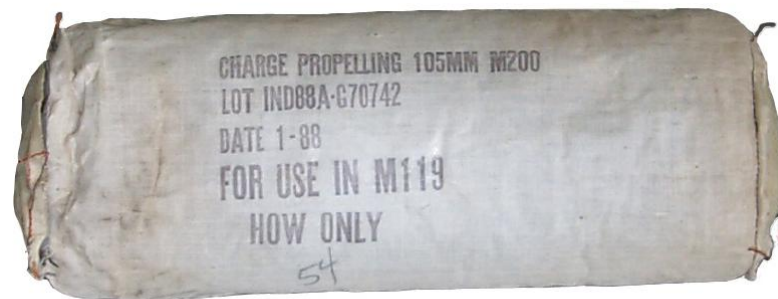 CHARGE PROPELLING 105MM M200
LOT IND88A-G70742
DATE 1-88
FOR USE IN M119
HOW ONLY
54